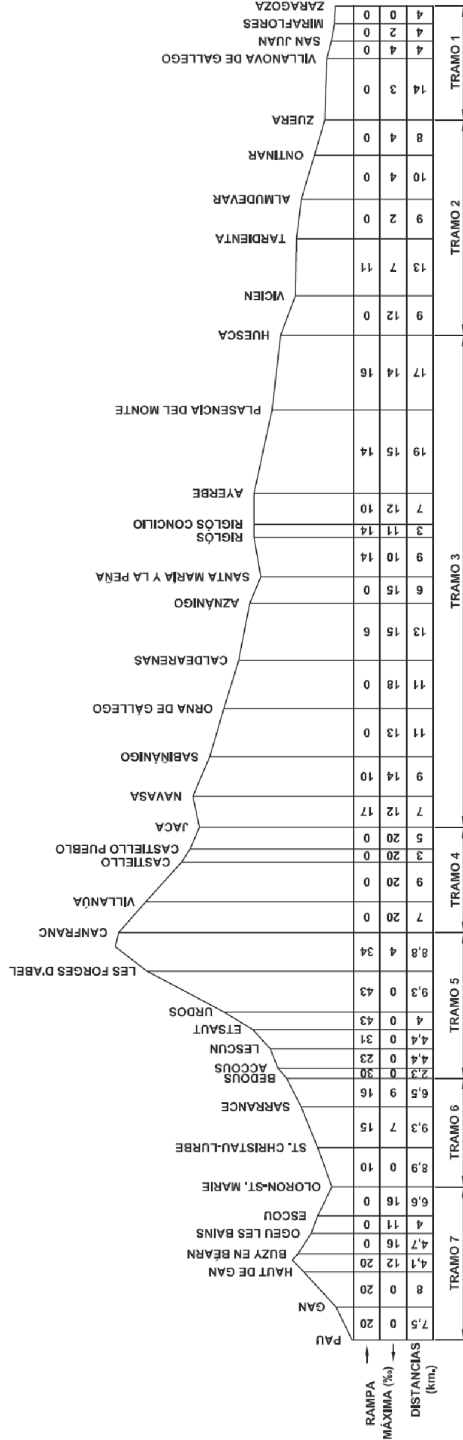 PAU
GAN
HAUT DE GAN
BUZY EN BÉARN
OGEU LES BAINS
ESCOU
OLORON-ST. MARIE
ST. CHRISTAU-LURBE
SARRANCE
BEDOUS
ACCOUS
LESCUN
ETSAUT
URDOS
LES FORGES D'ABEL
CANFRANC
VILLANÚA
CASTIELLO
CASTIELLO PUEBLO
JACA
NAVASA
SABIÑÁNIGO
ORNA DE GÁLLEGO
CALDEARENAS
AZNÁNIGO
SANTA MARÍA Y LA PEÑA
RIGLÓS
RIGLÓS CONCILIO
AYERBE
PLASENCIA DEL MONTE
HUESCA
VICIEN
TARDIENTA
ALMUDEVAR
ONTINAR
ZUERA
VILLANOVA DE GALLEGO
SAN JUAN
MIRAFLORES
ZARAGOZA
RAMPA → 20 20 20 0 0 0 10 15 16 30 23 31 43 43 34 0 0 0 0 17 10 0 0 6 0 14 14 10 14 16 0 11 0 0 0 0 0 0 0
MÁXIMA (‰) ← 0 0 12 16 11 16 0 7 9 0 0 0 0 0 4 20 20 20 20 12 14 13 18 15 15 10 11 12 15 14 12 7 2 4 4 3 4 2 0
DISTANCIAS (km.) 7,5 8 4,1 4,7 4 6,6 8,9 9,3 6,5 2,3 4,4 4,4 4 9,3 8,8 7 9 3 5 7 9 11 11 13 6 9 3 7 19 17 9 13 9 10 8 14 4 4 4
TRAMO 7 TRAMO 6 TRAMO 5 TRAMO 4 TRAMO 3 TRAMO 2 TRAMO 1